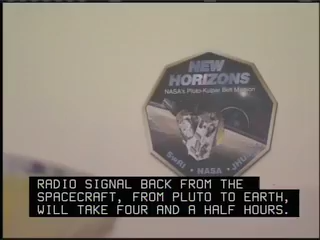 NEW
HORIZONS
NASA's Pluto-Kuiper Belt Mission
SwRI • NASA • JHU
RADIO SIGNAL BACK FROM THE
SPACECRAFT, FROM PLUTO TO EARTH,
WILL TAKE FOUR AND A HALF HOURS.